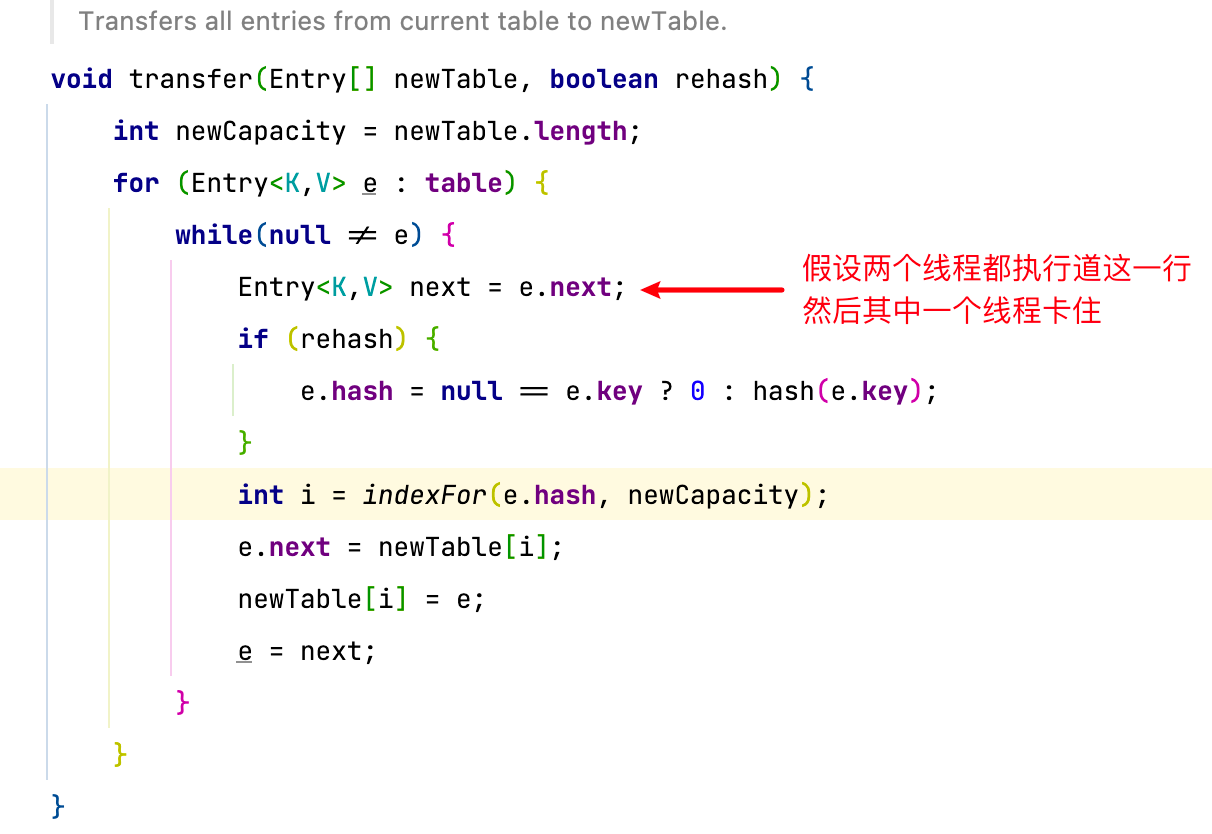 Transfers all entries from current table to newTable.
void transfer(Entry[] newTable, boolean rehash) {
int newCapacity = newTable.length;
for (Entry<K,V> e : table) {
while(null ≠ e) {
Entry<K,V> next = e.next;
假设两个线程都执行道这一行
然后其中一个线程卡住
if (rehash) {
e.hash = null == e.key ? 0 : hash(e.key);
}
int i = indexFor(e.hash, newCapacity);
e.next = newTable[i];
newTable[i] = e;
e = next;
}
}
}